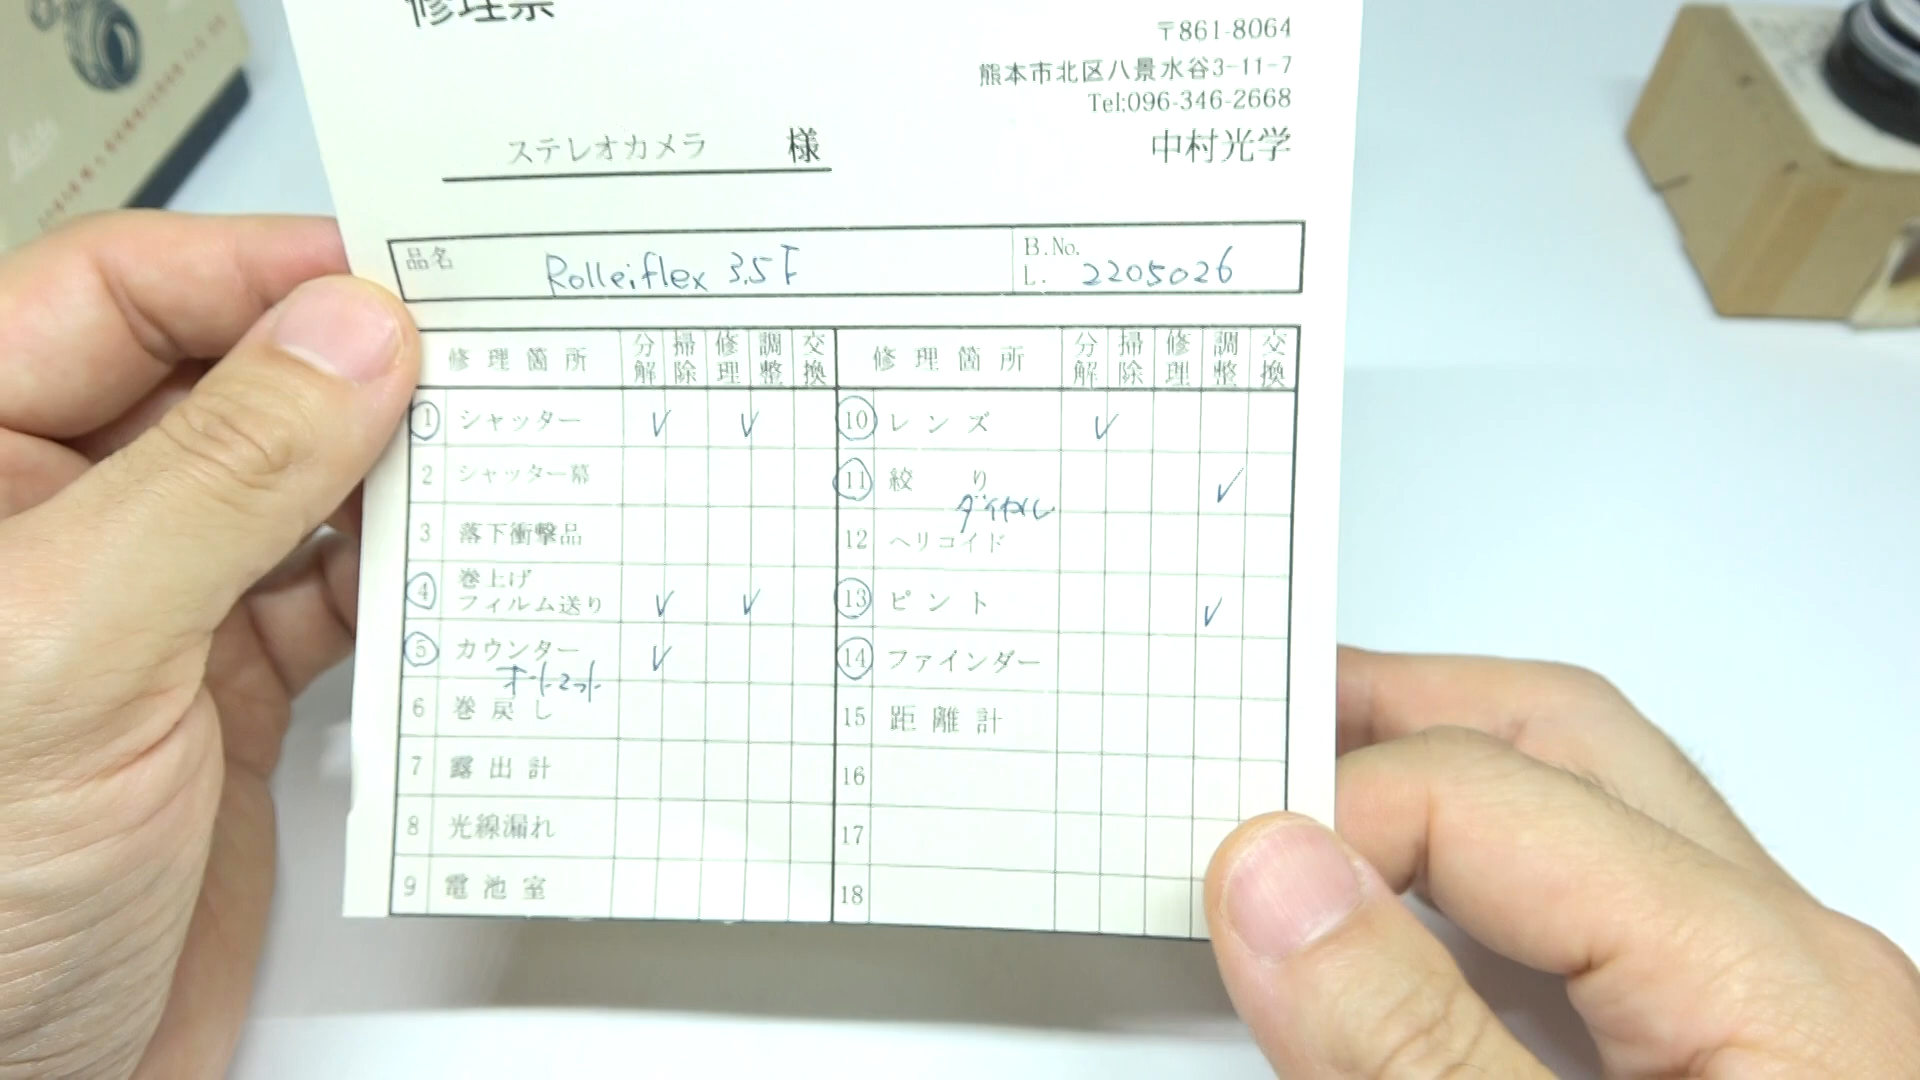 修理票
〒861-8064
熊本市北区八景水谷3-11-7
Tel:096-346-2668
ステレオカメラ 様
中村光学
品名 Rolleiflex 3.5F B.No.
L. 2205026
修理箇所 分解 掃除 修理 調整 交換 修理箇所 分解 掃除 修理 調整 交換
1 シャッター ✓ ✓ 10 レンズ ✓
2 シャッター幕 11 絞り ✓
ダイヤル
3 落下衝撃品 12 ヘリコイド
4 巻上げ フィルム送り ✓ ✓ 13 ピント ✓
5 カウンター ✓ 14 ファインダー
オートマット
6 巻戻し 15 距離計
7 露出計 16
8 光線漏れ 17
9 電池室 18